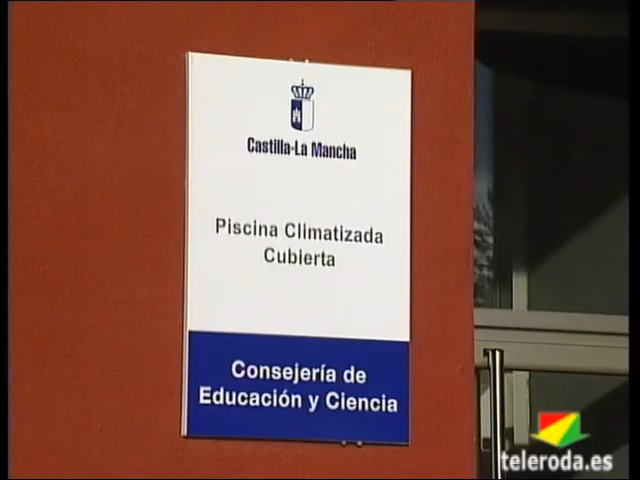 Castilla-La Mancha
Piscina Climatizada
Cubierta
Consejería de
Educación y Ciencia
teleroda.es